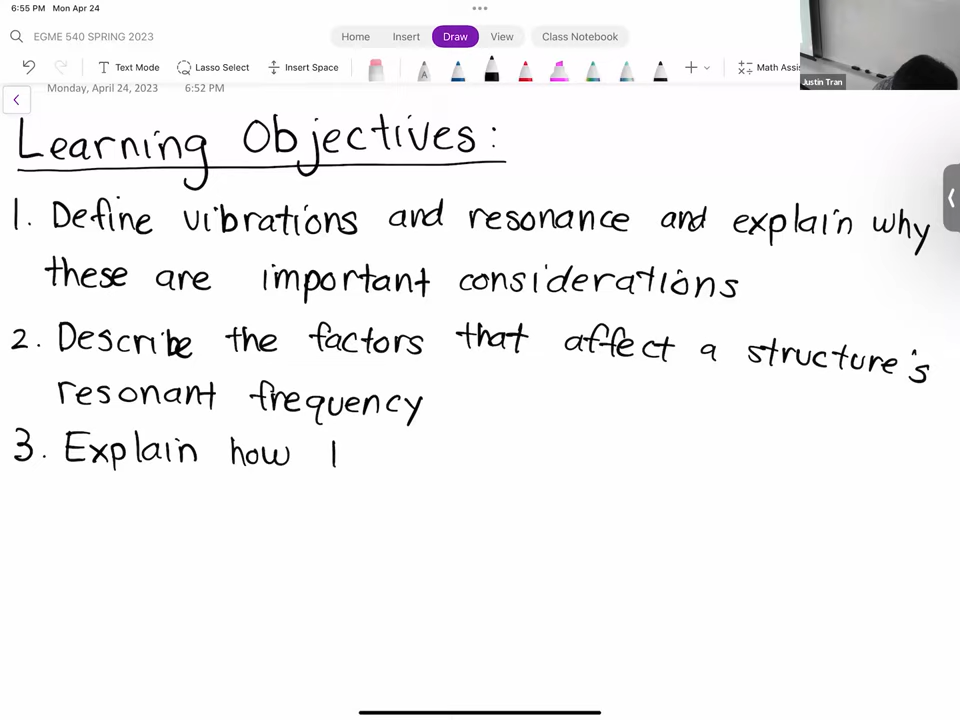 6:55 PM Mon Apr 24
EGME 540 SPRING 2023
Home Insert Draw View Class Notebook
Text Mode Lasso Select Insert Space Math Assis
Justin Tran
Monday, April 24, 2023 6:52 PM
Learning Objectives:
1. Define vibrations and resonance and explain why
these are important considerations
2. Describe the factors that affect a structure's
resonant frequency
3. Explain how